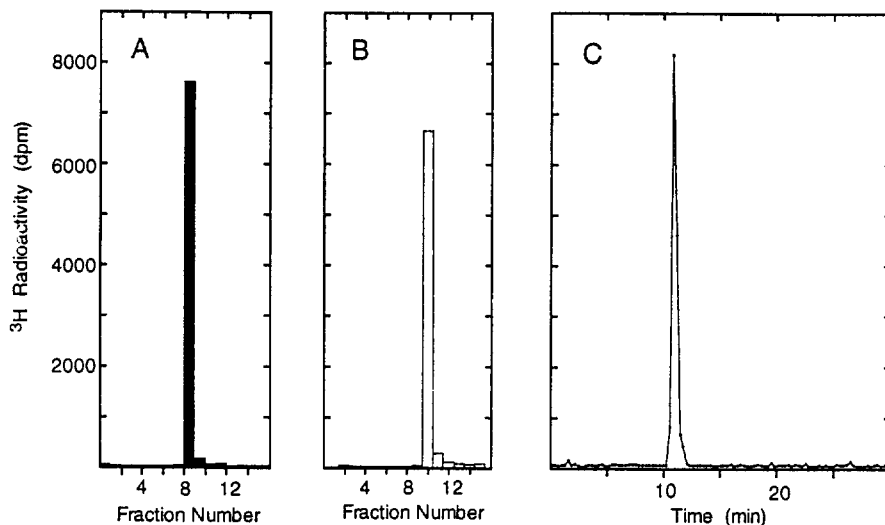 A
B
C
8000
6000
4000
2000
³H Radioactivity (dpm)
4 8 12
4 8 12
10 20
Fraction Number
Fraction Number
Time (min)